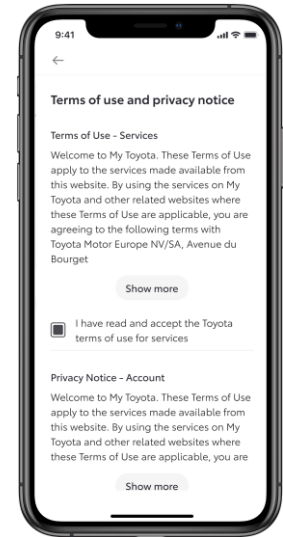 9:41
Terms of use and privacy notice
Terms of Use - Services
Welcome to My Toyota. These Terms of Use
apply to the services made available from
this website. By using the services on My
Toyota and other related websites where
these Terms of Use are applicable, you are
agreeing to the following terms with
Toyota Motor Europe NV/SA, Avenue du
Bourget
Show more
I have read and accept the Toyota
terms of use for services
Privacy Notice - Account
Welcome to My Toyota. These Terms of Use
apply to the services made available from
this website. By using the services on My
Toyota and other related websites where
these Terms of Use are applicable, you are
Show more